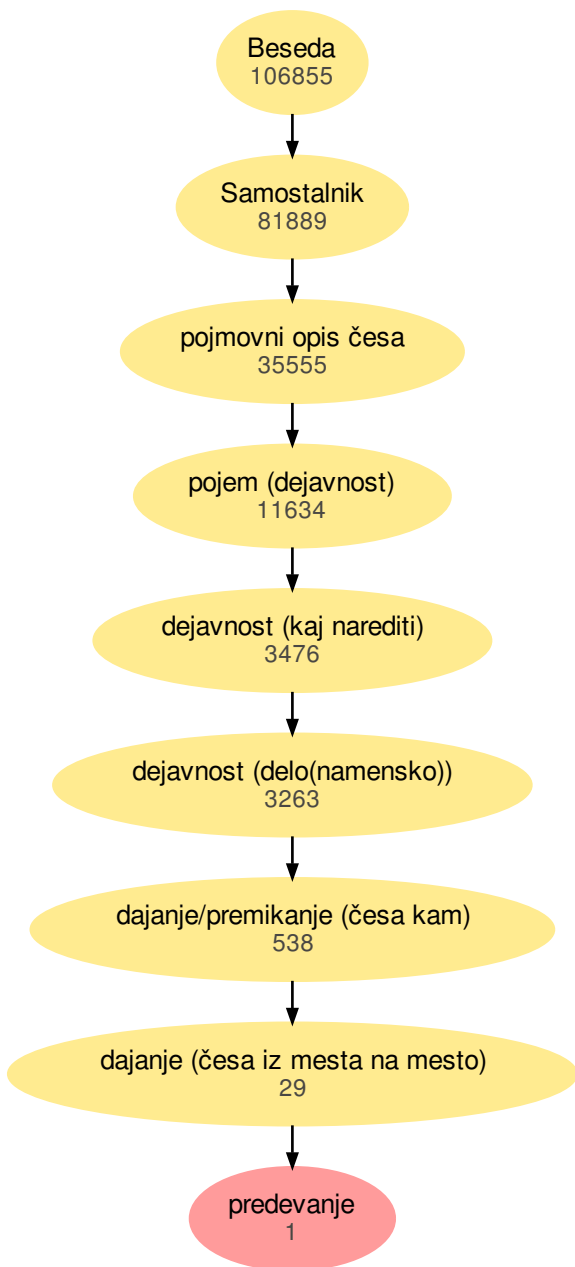 Beseda
106855
Samostalnik
81889
pojmovni opis česa
35555
pojem (dejavnost)
11634
dejavnost (kaj narediti)
3476
dejavnost (delo(namensko))
3263
dajanje/premikanje (česa kam)
538
dajanje (česa iz mesta na mesto)
29
predevanje
1